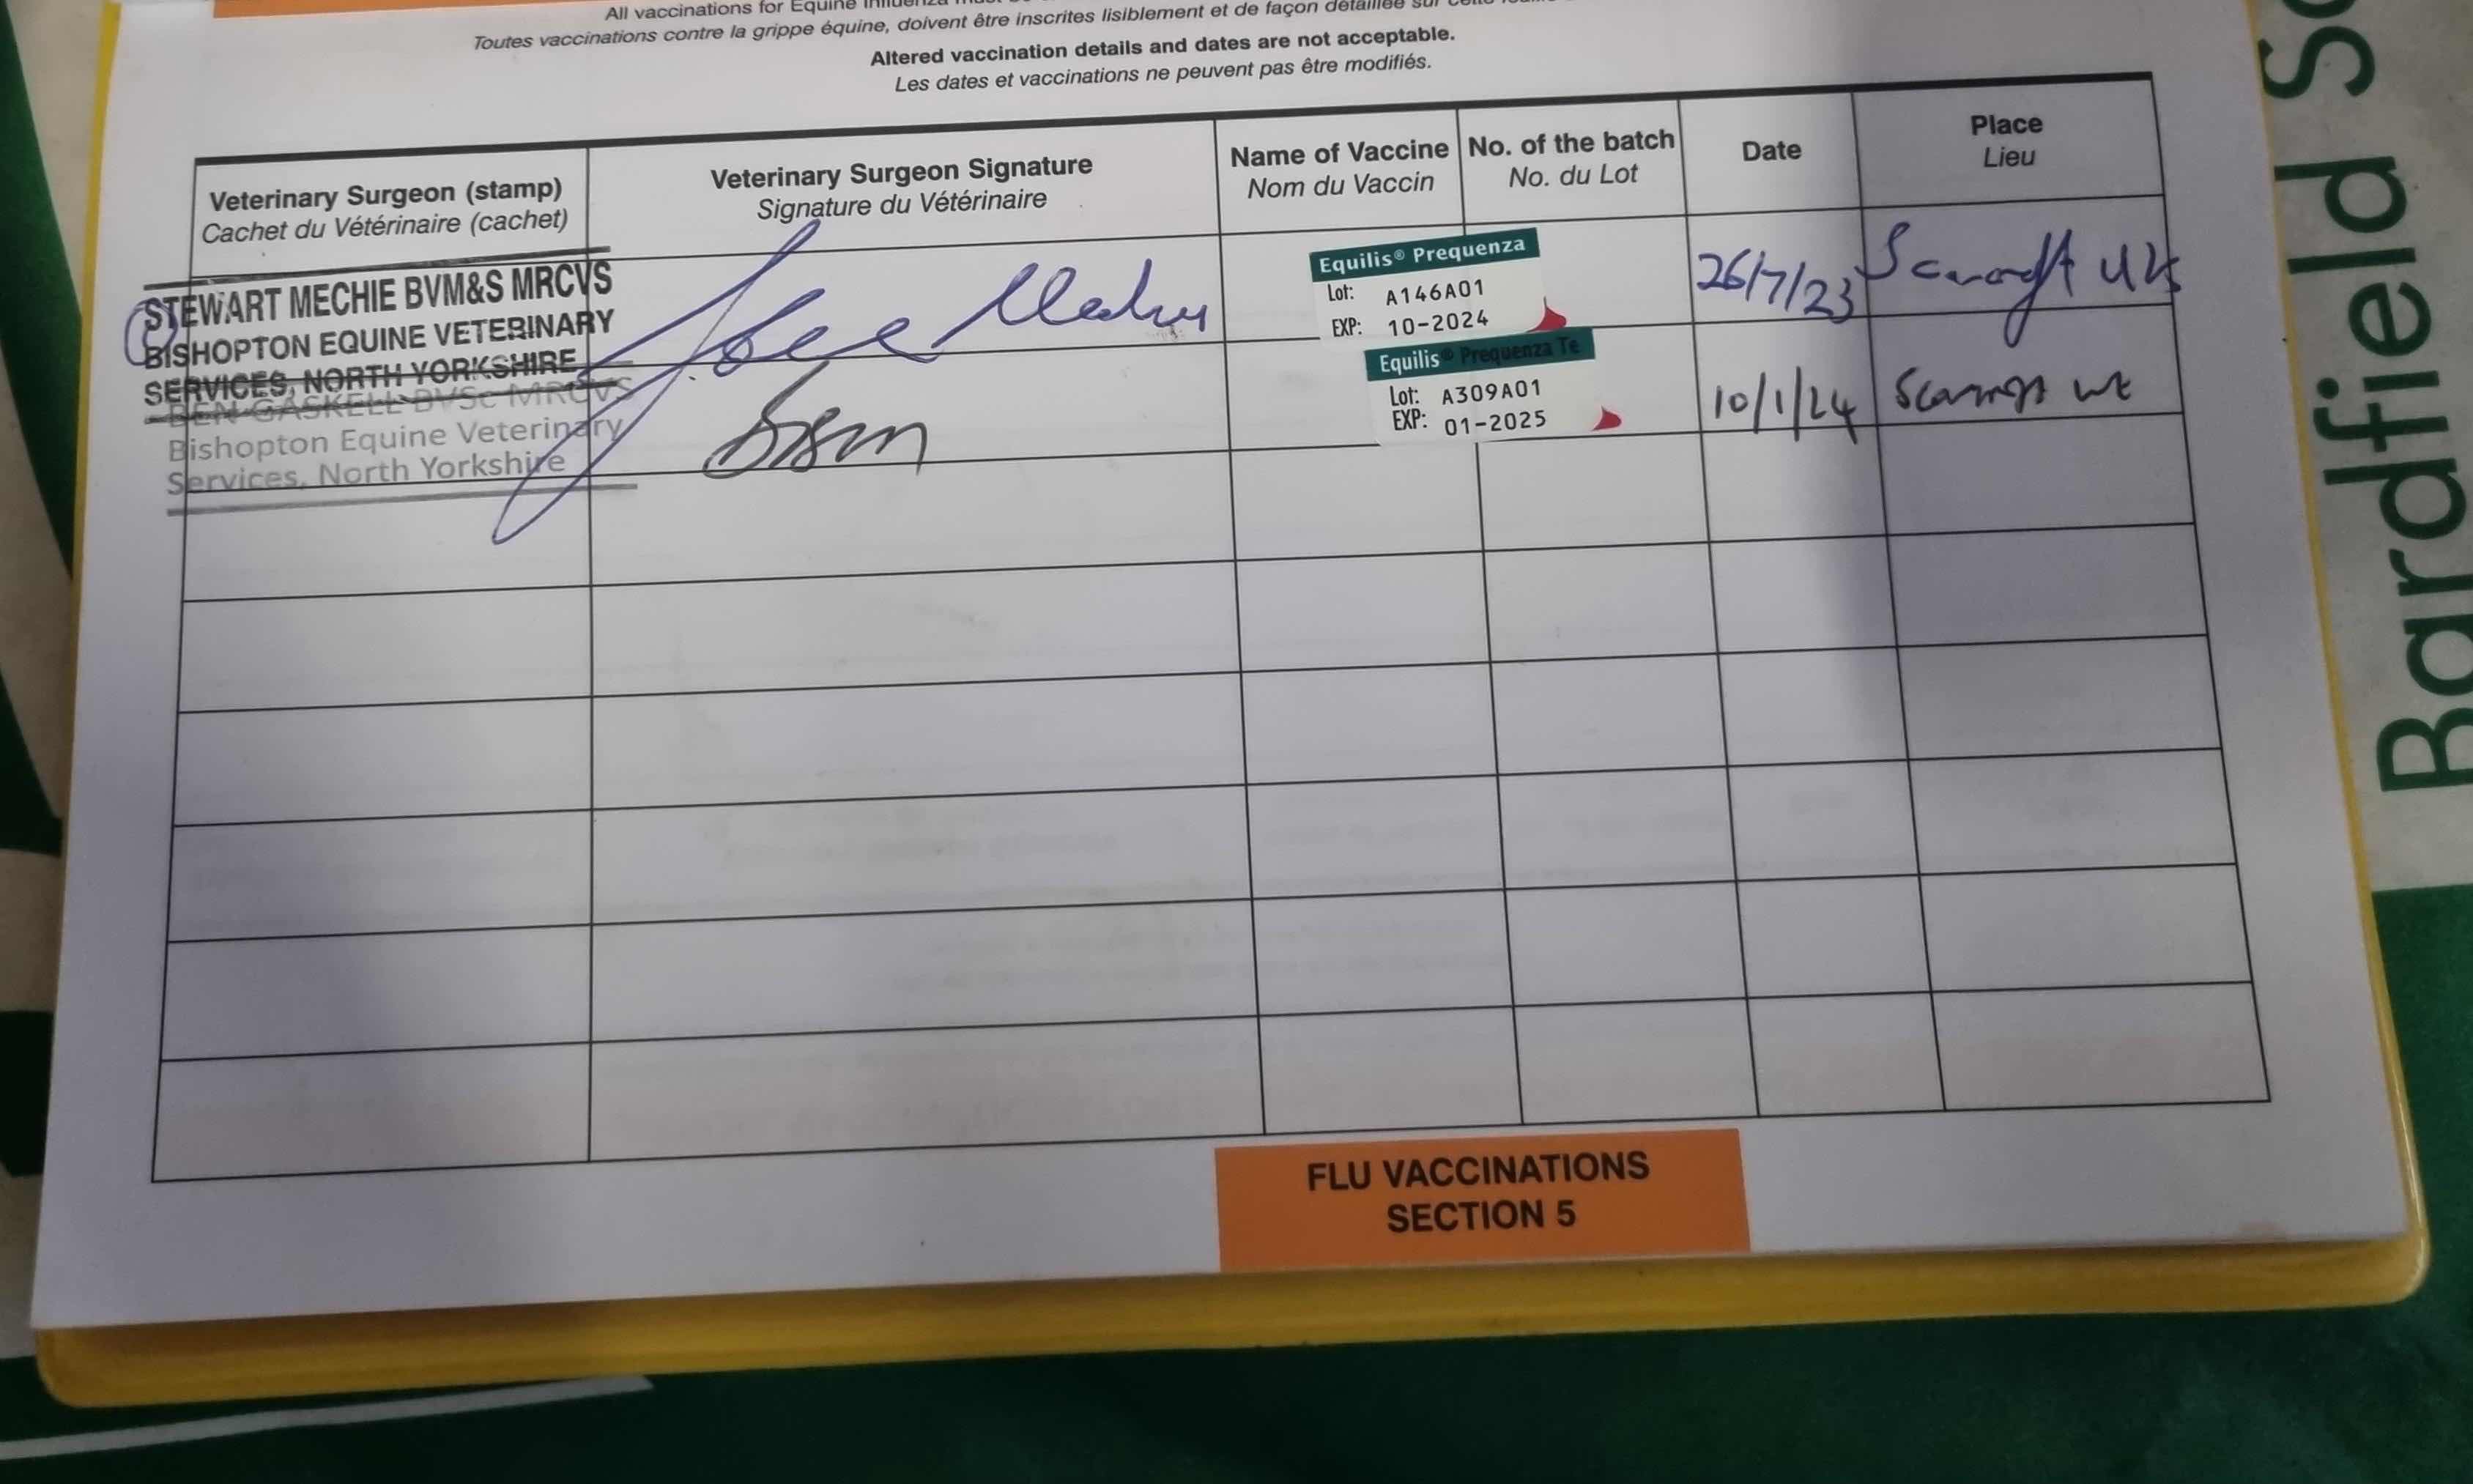 All vaccinations for Equine
Toutes vaccinations contre la grippe équine, doivent être inscrites lisiblement et de façon détaillée sur
Altered vaccination details and dates are not acceptable.
Les dates et vaccinations ne peuvent pas être modifiés.
Veterinary Surgeon (stamp)
Cachet du Vétérinaire (cachet)
Veterinary Surgeon Signature
Signature du Vétérinaire
Name of Vaccine
Nom du Vaccin
No. of the batch
No. du Lot
Date
Place
Lieu
STEWART MECHIE BVM&S MRCVS
BISHOPTON EQUINE VETERINARY
SERVICES, NORTH YORKSHIRE
Equilis® Prequenza
Lot: A146A01
EXP: 10-2024
26/7/23
UK
BEN GASKELL BVSc MRCVS
Bishopton Equine Veterinary
Services, North Yorkshire
Equilis® Prequenza Te
Lot: A309A01
EXP: 01-2025
10/1/24
FLU VACCINATIONS
SECTION 5
Bardfield